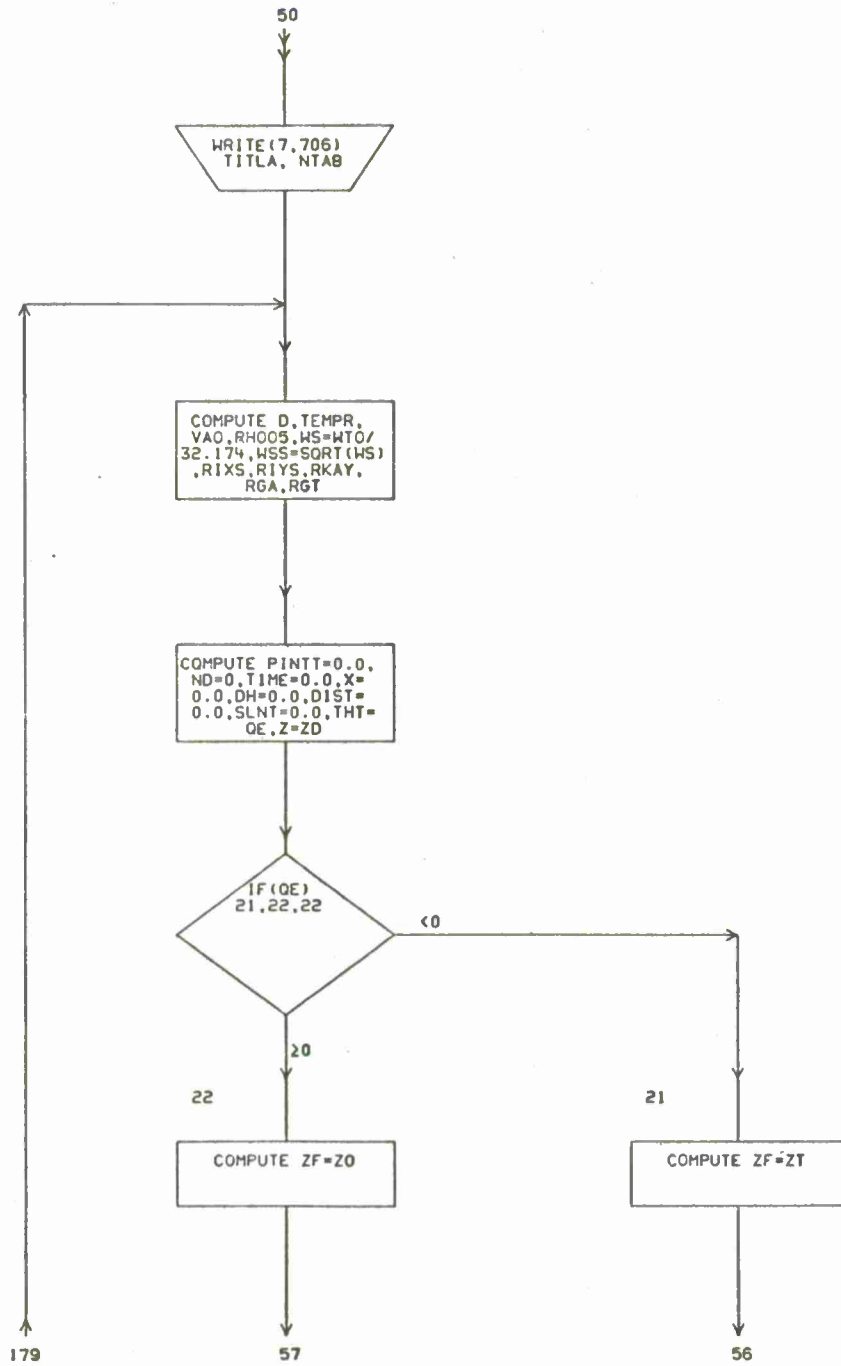 50
WRITE(7,706)
TITLA, NTAB
COMPUTE D,TEMPR,
VAO,RHO05,WS=WTO/
32.174,WSS=SQRT(WS)
,RIXS,RIYS,RKAY,
RGA,RGT
COMPUTE PINTT=0.0,
ND=0,TIME=0.0,X=
0.0,DH=0.0,DIST=
0.0,SLNT=0.0,THT=
QE,Z=ZO
IF(QE)
21,22,22
<0
≥0
22
21
COMPUTE ZF=ZO
COMPUTE ZF=ZT
179
57
56